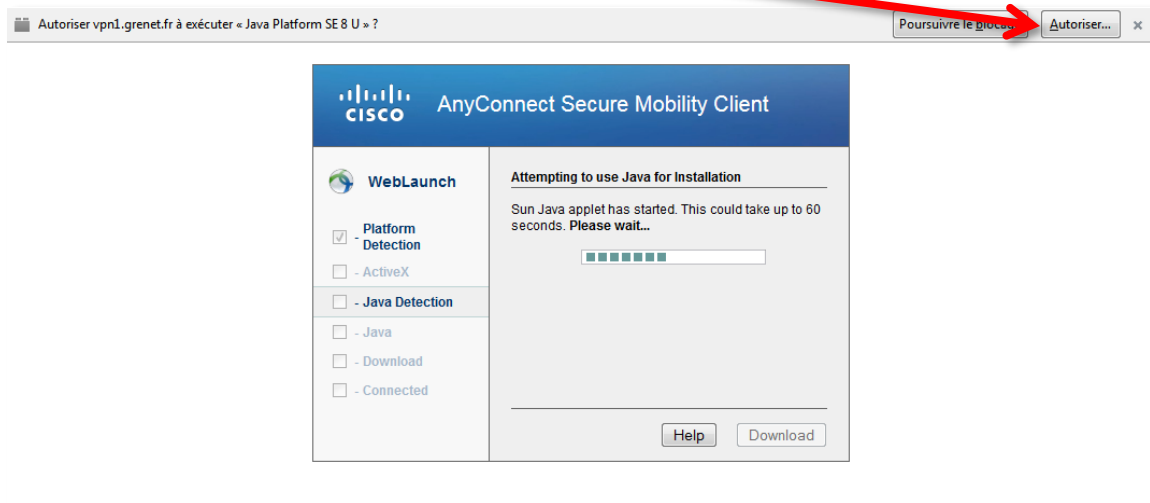 Autoriser vpn1.grenet.fr à exécuter « Java Platform SE 8 U » ?
Poursuivre le blocage
Autoriser...
CISCO
AnyConnect Secure Mobility Client
WebLaunch
- Platform
Detection
- ActiveX
- Java Detection
- Java
- Download
- Connected
Attempting to use Java for Installation
Sun Java applet has started. This could take up to 60
seconds. Please wait...
Help
Download